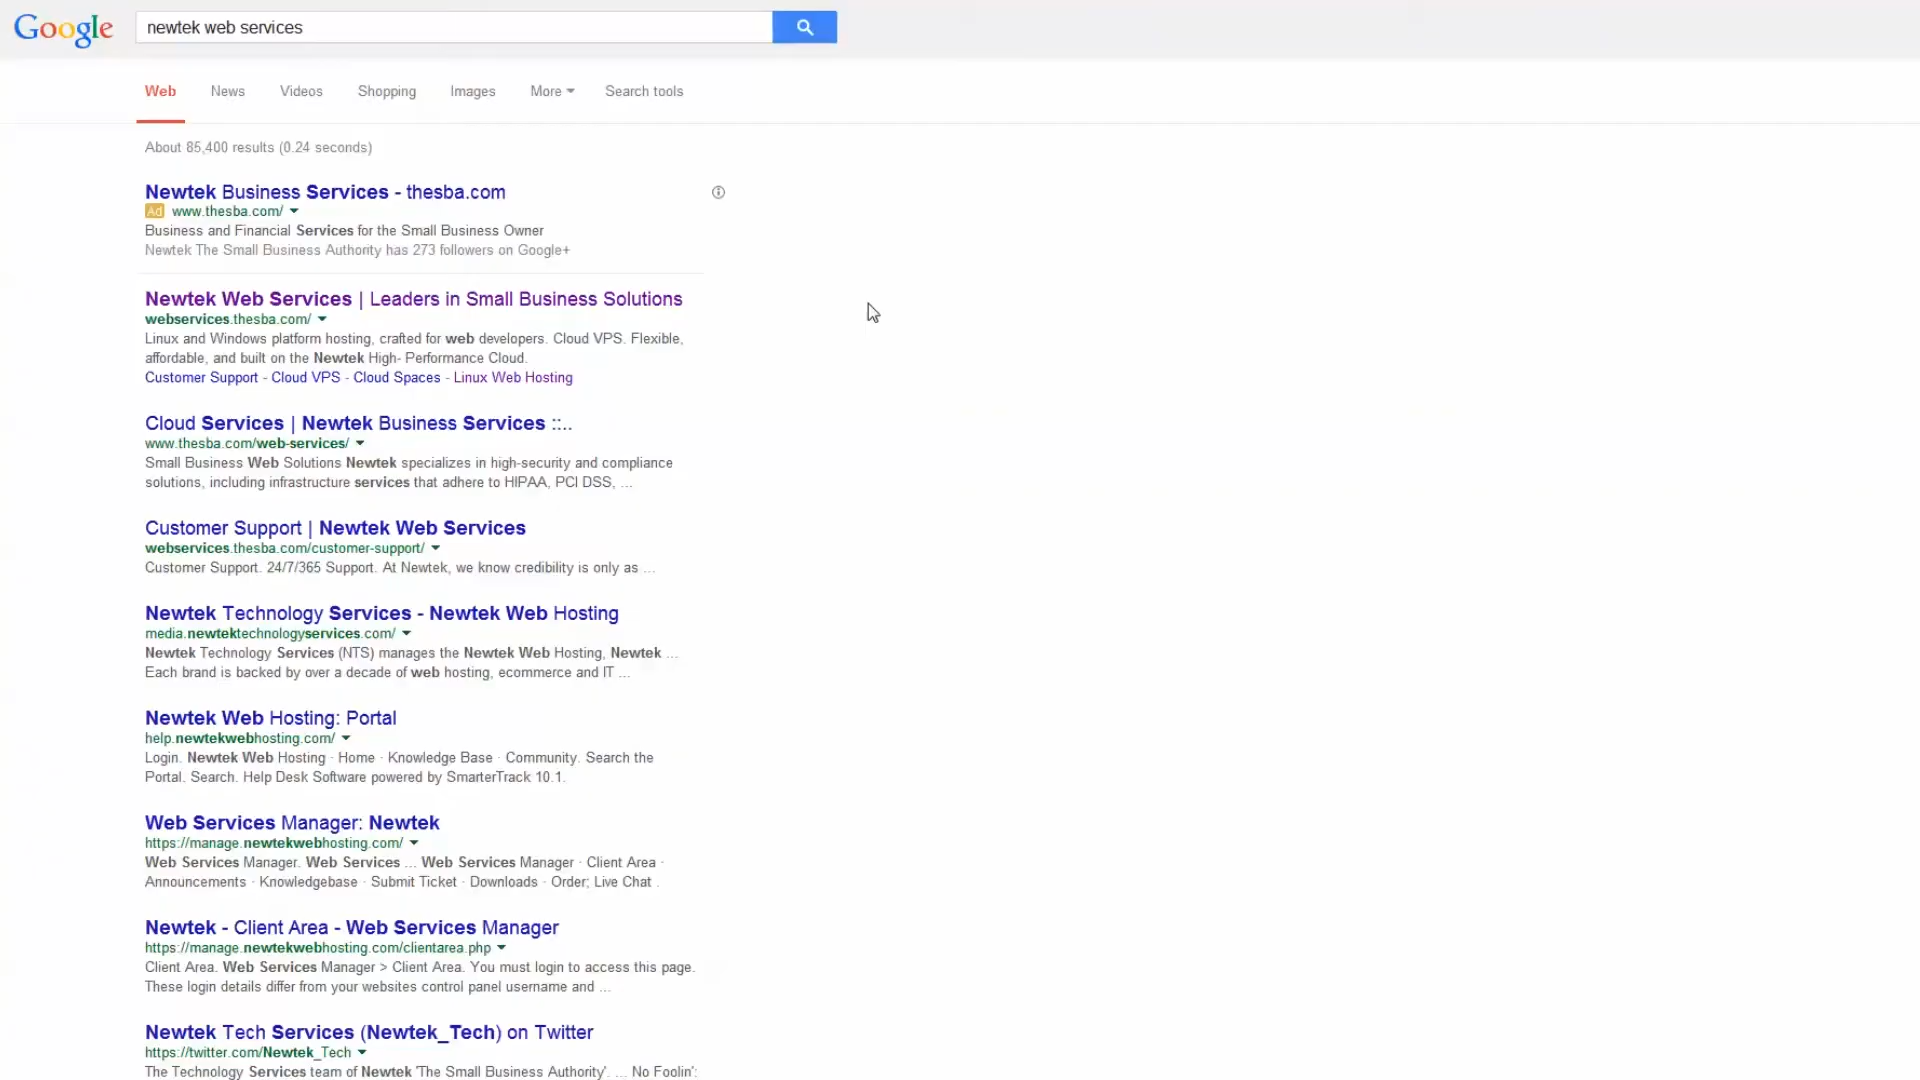 Google
newtek web services
Web News Videos Shopping Images More Search tools
About 85,400 results (0.24 seconds)
Newtek Business Services - thesba.com
Ad www.thesba.com/
Business and Financial Services for the Small Business Owner
Newtek The Small Business Authority has 273 followers on Google+
Newtek Web Services | Leaders in Small Business Solutions
webservices.thesba.com/
Linux and Windows platform hosting, crafted for web developers. Cloud VPS. Flexible,
affordable, and built on the Newtek High- Performance Cloud.
Customer Support - Cloud VPS - Cloud Spaces - Linux Web Hosting
Cloud Services | Newtek Business Services ::..
www.thesba.com/web-services/
Small Business Web Solutions Newtek specializes in high-security and compliance
solutions, including infrastructure services that adhere to HIPAA, PCI DSS, ...
Customer Support | Newtek Web Services
webservices.thesba.com/customer-support/
Customer Support. 24/7/365 Support. At Newtek, we know credibility is only as ...
Newtek Technology Services - Newtek Web Hosting
media.newtektechnologyservices.com/
Newtek Technology Services (NTS) manages the Newtek Web Hosting, Newtek ...
Each brand is backed by over a decade of web hosting, ecommerce and IT ...
Newtek Web Hosting: Portal
help.newtekwebhosting.com/
Login. Newtek Web Hosting · Home · Knowledge Base · Community. Search the
Portal. Search. Help Desk Software powered by SmarterTrack 10.1.
Web Services Manager: Newtek
https://manage.newtekwebhosting.com/
Web Services Manager. Web Services ... Web Services Manager · Client Area ·
Announcements · Knowledgebase · Submit Ticket · Downloads · Order; Live Chat .
Newtek - Client Area - Web Services Manager
https://manage.newtekwebhosting.com/clientarea.php
Client Area. Web Services Manager > Client Area. You must login to access this page.
These login details differ from your websites control panel username and ...
Newtek Tech Services (Newtek_Tech) on Twitter
https://twitter.com/Newtek_Tech
The Technology Services team of Newtek 'The Small Business Authority'. ... No Foolin':